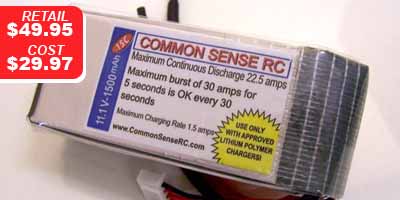 RETAIL
$49.95
COST
$29.97
15C
11.1V-1500mAh
COMMON SENSE RC
Maximum Continuous Discharge 22.5 amps
Maximum burst of 30 amps for
5 seconds is OK every 30
seconds
Maximum Charging Rate 1.5 amps
www.CommonSenseRC.com
USE ONLY
WITH APPROVED
LITHIUM POLYMER
CHARGERS!